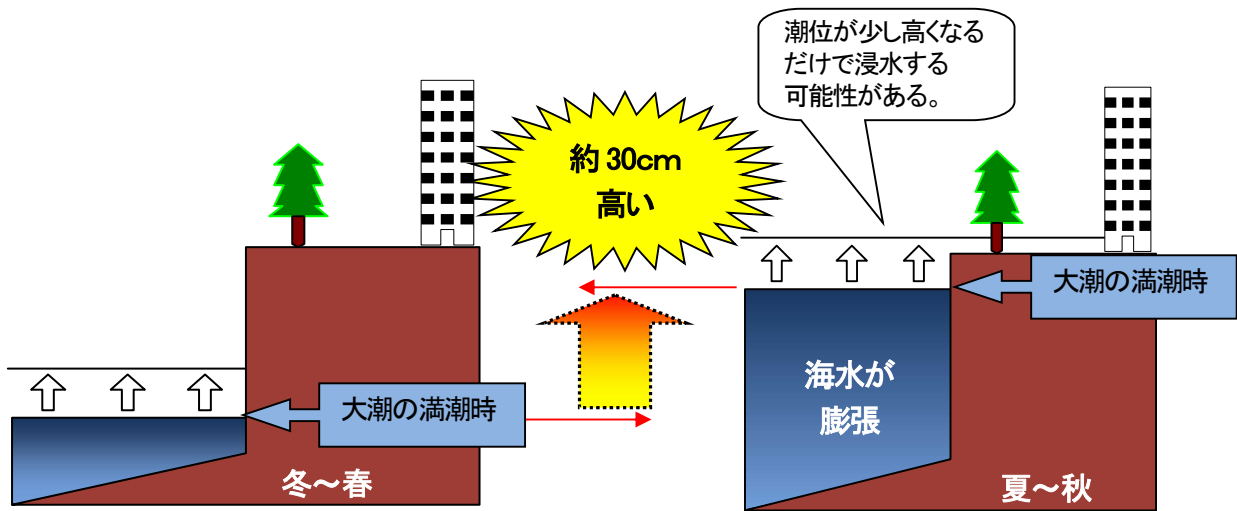 潮位が少し高くなる
だけで浸水する
可能性がある。
約 30cm
高い
大潮の満潮時
海水が
膨張
大潮の満潮時
冬～春
夏～秋